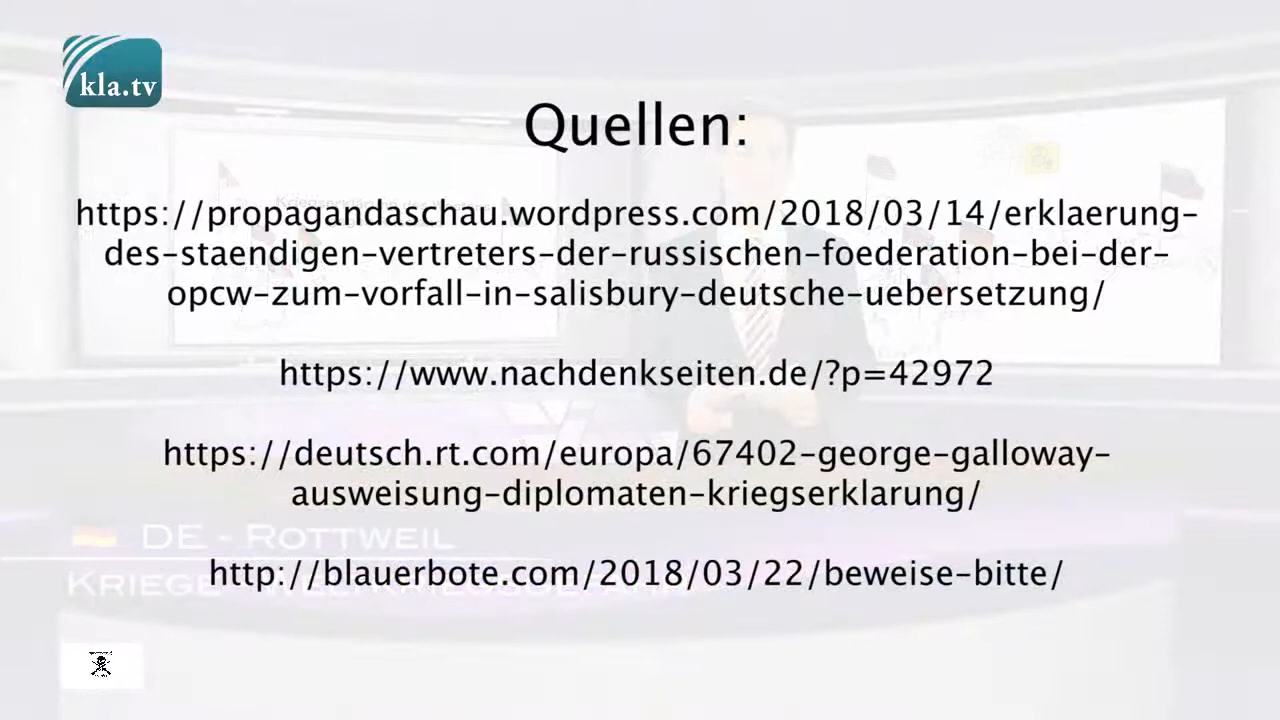 kla.tv
Quellen:
https://propagandaschau.wordpress.com/2018/03/14/erklaerung-
des-staendigen-vertreters-der-russischen-foederation-bei-der-
opcw-zum-vorfall-in-salisbury-deutsche-uebersetzung/
https://www.nachdenkseiten.de/?p=42972
https://deutsch.rt.com/europa/67402-george-galloway-
ausweisung-diplomaten-kriegserklarung/
DE - ROTTWEIL
http://blauerbote.com/2018/03/22/beweise-bitte/